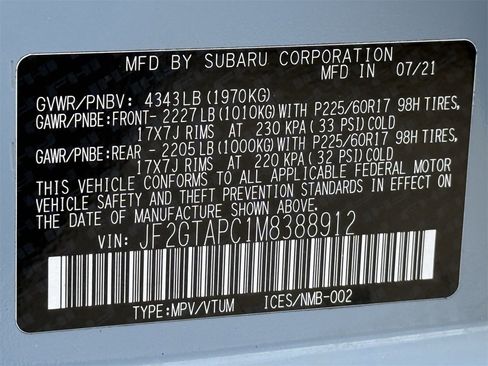 MFD BY SUBARU CORPORATION
MFD IN 07/21
GVWR/PNBV: 4343LB(1970KG)
GAWR/PNBE:FRONT- 2227LB(1010KG)WITH P225/60R17 98H TIRES,
17X7J RIMS AT 230 KPA(33 PSI)COLD
GAWR/PNBE:REAR - 2205LB(1000KG)WITH P225/60R17 98H TIRES,
17X7J RIMS AT 220 KPA(32 PSI)COLD
THIS VEHICLE CONFORMS TO ALL APPLICABLE FEDERAL MOTOR
VEHICLE SAFETY AND THEFT PREVENTION STANDARDS IN EFFECT ON
THE DATE OF MANUFACTURE SHOWN ABOVE.
VIN: JF2GTAPC1M8388912
TYPE:MPV/VTUM ICES/NMB-002